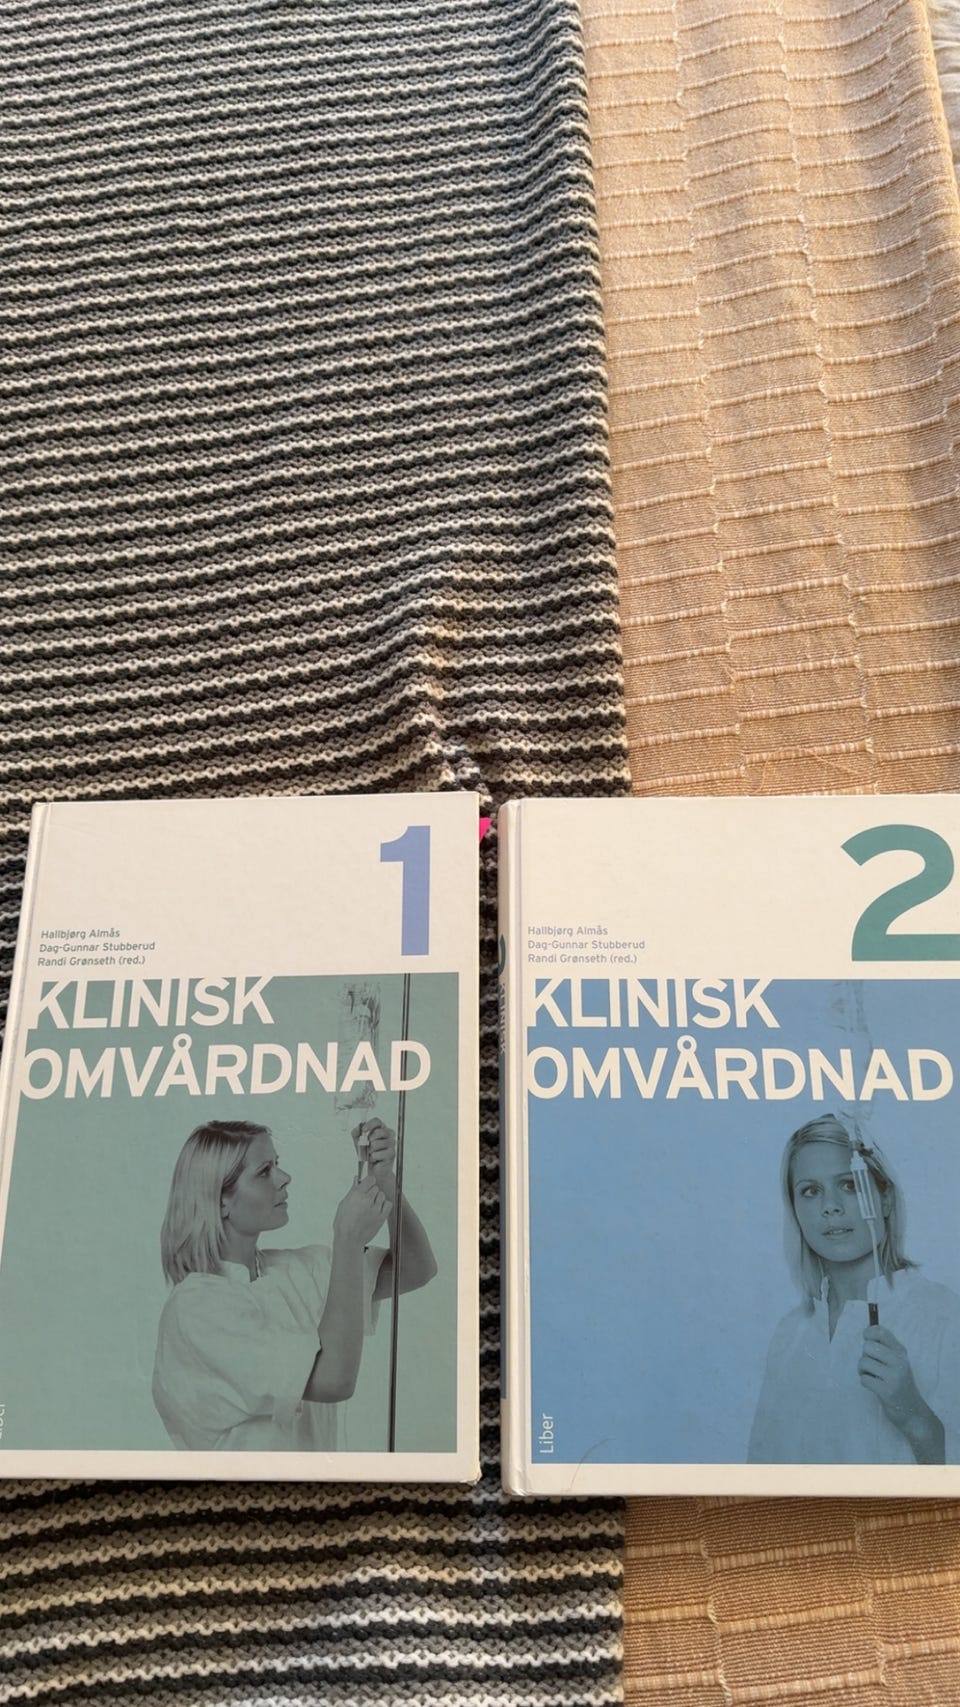 1
Hallbjørg Almås
Dag-Gunnar Stubberud
Randi Grønseth (red.)
KLINISK
OMVÅRDNAD
2
Hallbjørg Almås
Dag-Gunnar Stubberud
Randi Grønseth (red.)
KLINISK
OMVÅRDNAD
Liber